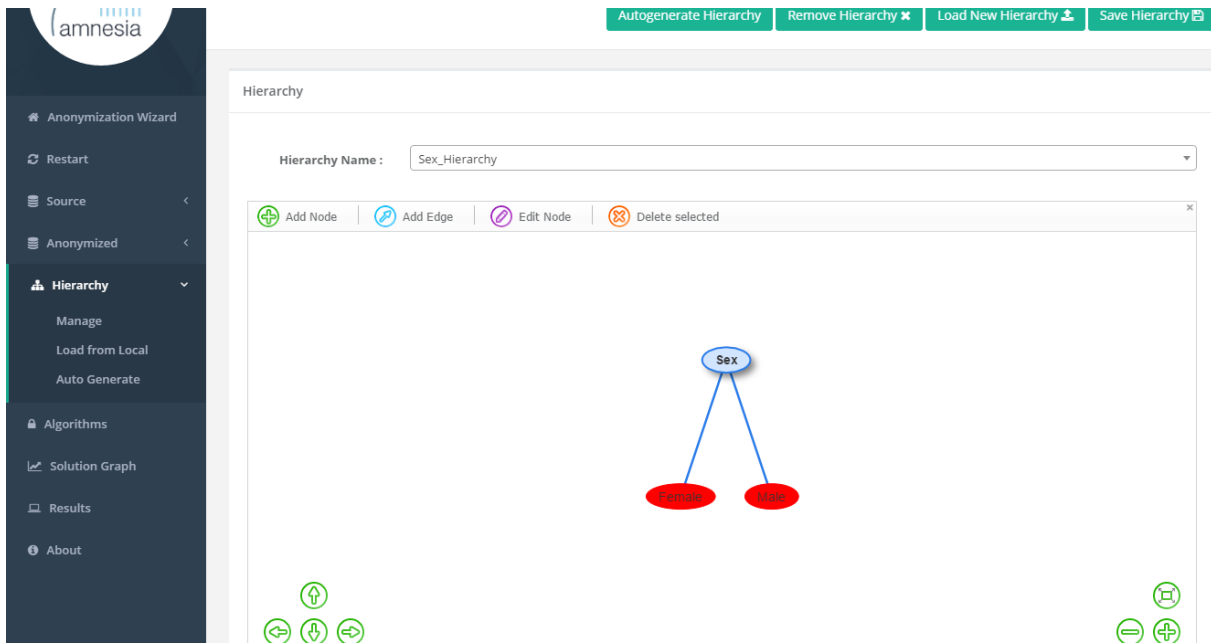 amnesia
Autogenerate Hierarchy Remove Hierarchy Load New Hierarchy Save Hierarchy
Hierarchy
Anonymization Wizard
Restart
Hierarchy Name : Sex_Hierarchy
Source
Add Node Add Edge Edit Node Delete selected
Anonymized
Hierarchy
Manage
Load from Local
Auto Generate
Sex
Algorithms
Solution Graph
Female Male
Results
About